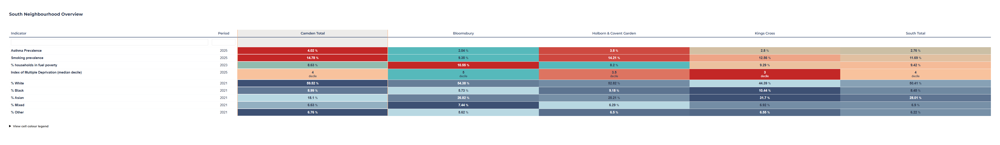 South Neighbourhood Overview
Indicator Period Camden Total Bloomsbury Holborn & Covent Garden Kings Cross South Total
Asthma Prevalence 2025 4.02 % 2.04 % 3.8 % 2.8 % 2.76 %
Smoking prevalence 2025 14.78 % 9.35 % 14.21 % 12.56 % 11.69 %
% households in fuel poverty 2023 8.63 % 10.55 % 8.2 % 9.29 % 9.42 %
Index of Multiple Deprivation (median decile) 2025 4 5 3.5 3 4
decile decile decile decile decile
% White 2021 59.52 % 54.38 % 52.82 % 44.39 % 50.41 %
% Black 2021 8.99 % 5.73 % 9.18 % 10.44 % 8.45 %
% Asian 2021 18.1 % 26.82 % 25.21 % 31.7 % 28.01 %
% Mixed 2021 6.63 % 7.44 % 6.29 % 6.92 % 6.9 %
% Other 2021 6.76 % 5.62 % 6.5 % 6.55 % 6.22 %
View cell colour legend